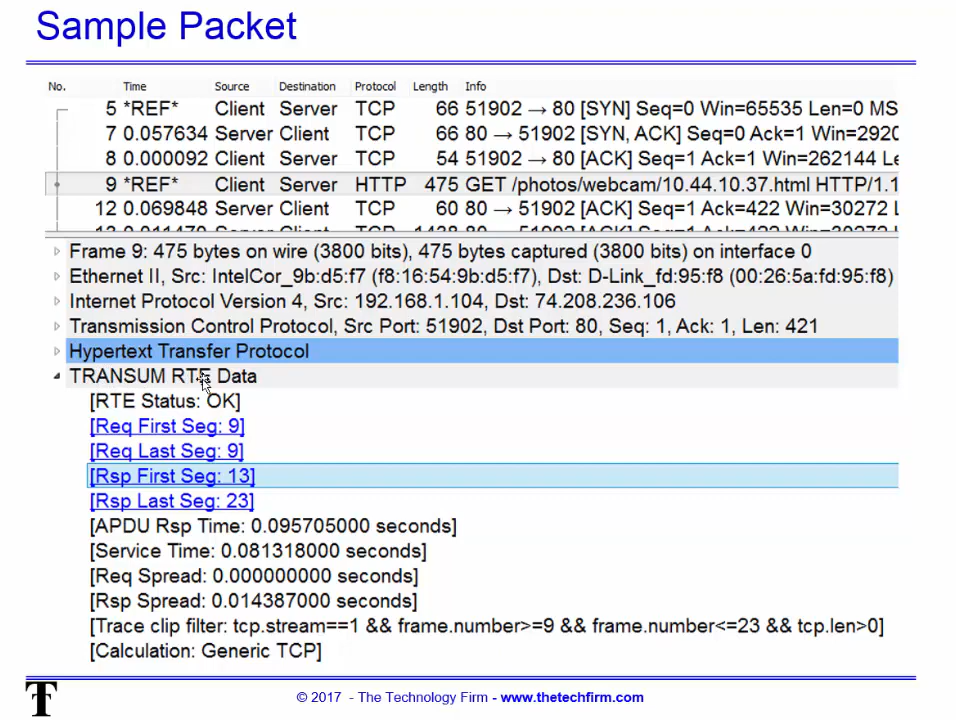 Sample Packet
No. Time Source Destination Protocol Length Info
5 *REF* Client Server TCP 66 51902 → 80 [SYN] Seq=0 Win=65535 Len=0 MS
7 0.057634 Server Client TCP 66 80 → 51902 [SYN, ACK] Seq=0 Ack=1 Win=2920
8 0.000092 Client Server TCP 54 51902 → 80 [ACK] Seq=1 Ack=1 Win=262144 Le
9 *REF* Client Server HTTP 475 GET /photos/webcam/10.44.10.37.html HTTP/1.1
12 0.069848 Server Client TCP 60 80 → 51902 [ACK] Seq=1 Ack=422 Win=30272 L
Frame 9: 475 bytes on wire (3800 bits), 475 bytes captured (3800 bits) on interface 0
Ethernet II, Src: IntelCor_9b:d5:f7 (f8:16:54:9b:d5:f7), Dst: D-Link_fd:95:f8 (00:26:5a:fd:95:f8)
Internet Protocol Version 4, Src: 192.168.1.104, Dst: 74.208.236.106
Transmission Control Protocol, Src Port: 51902, Dst Port: 80, Seq: 1, Ack: 1, Len: 421
Hypertext Transfer Protocol
TRANSUM RTE Data
[RTE Status: OK]
[Req First Seg: 9]
[Req Last Seg: 9]
[Rsp First Seg: 13]
[Rsp Last Seg: 23]
[APDU Rsp Time: 0.095705000 seconds]
[Service Time: 0.081318000 seconds]
[Req Spread: 0.000000000 seconds]
[Rsp Spread: 0.014387000 seconds]
[Trace clip filter: tcp.stream==1 && frame.number>=9 && frame.number<=23 && tcp.len>0]
[Calculation: Generic TCP]
T © 2017 - The Technology Firm - www.thetechfirm.com